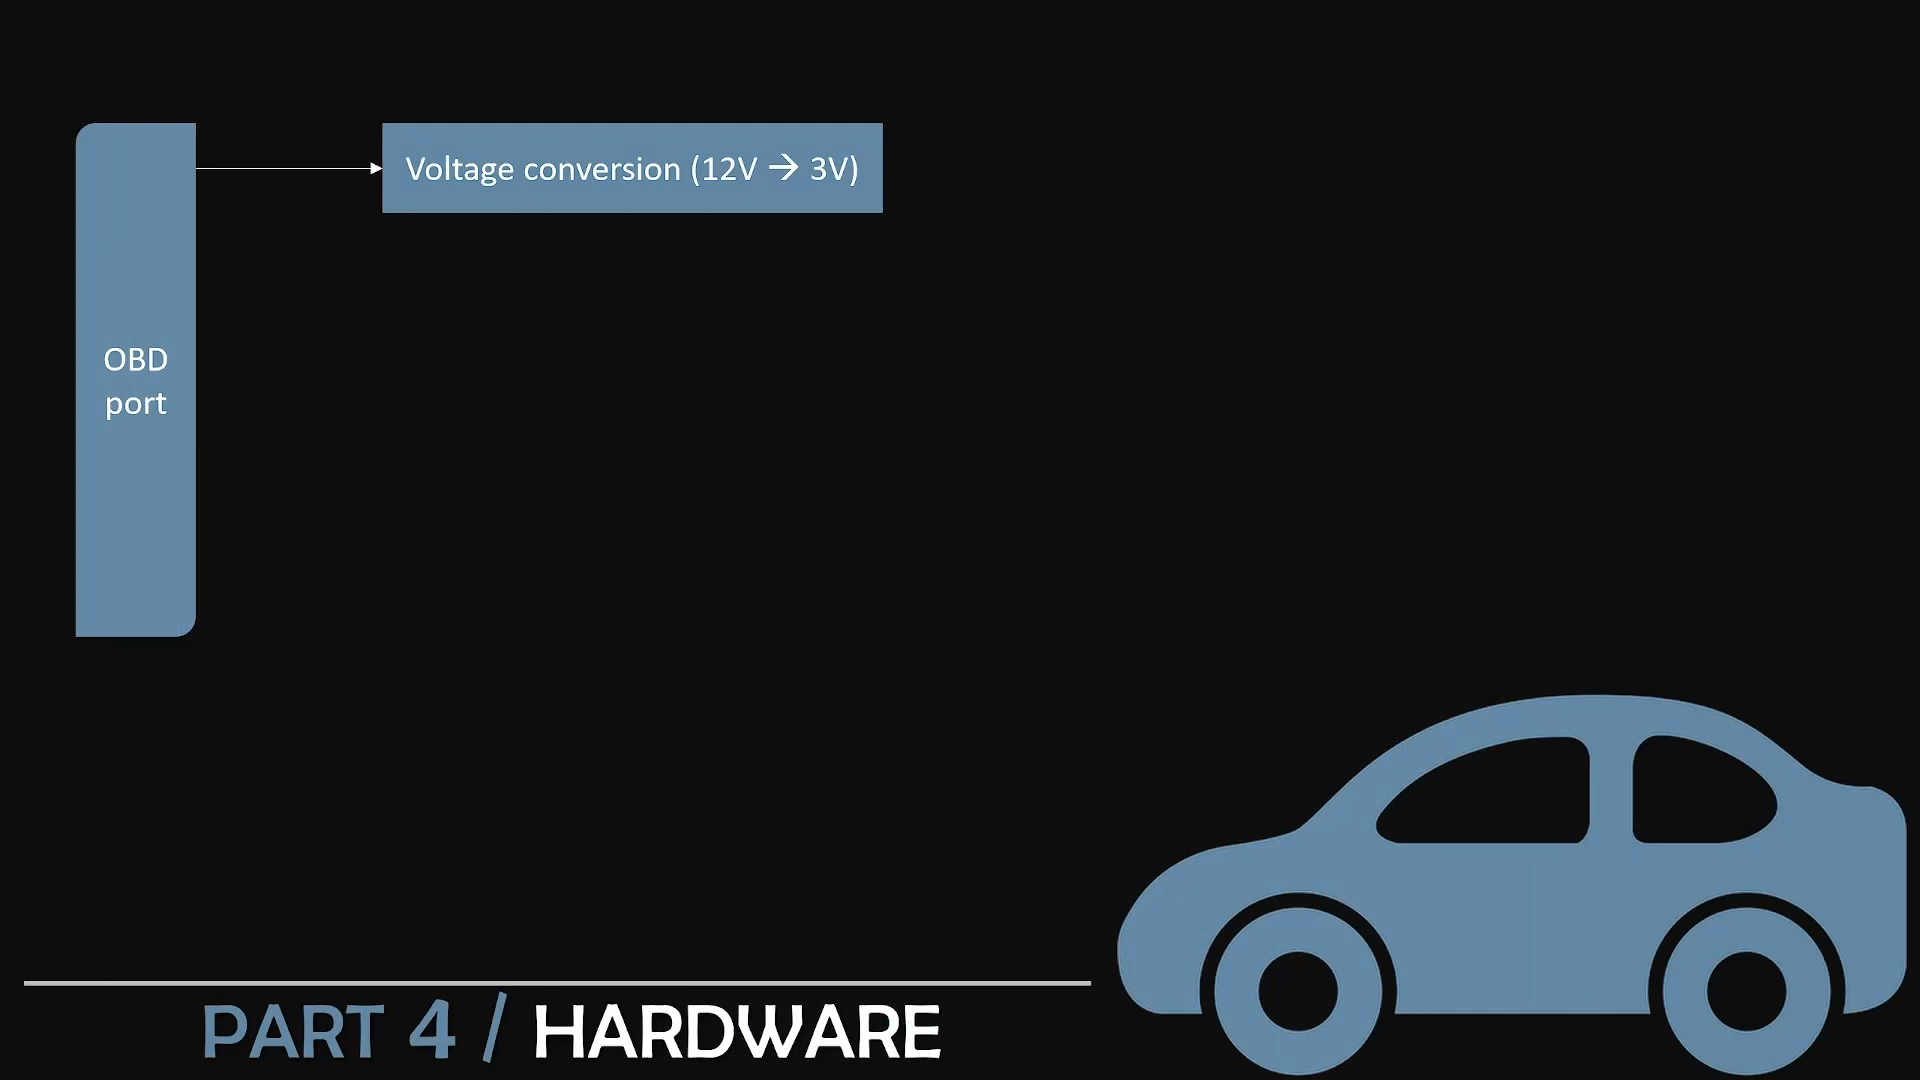 Voltage conversion (12V → 3V)
OBD
port
PART 4 / HARDWARE